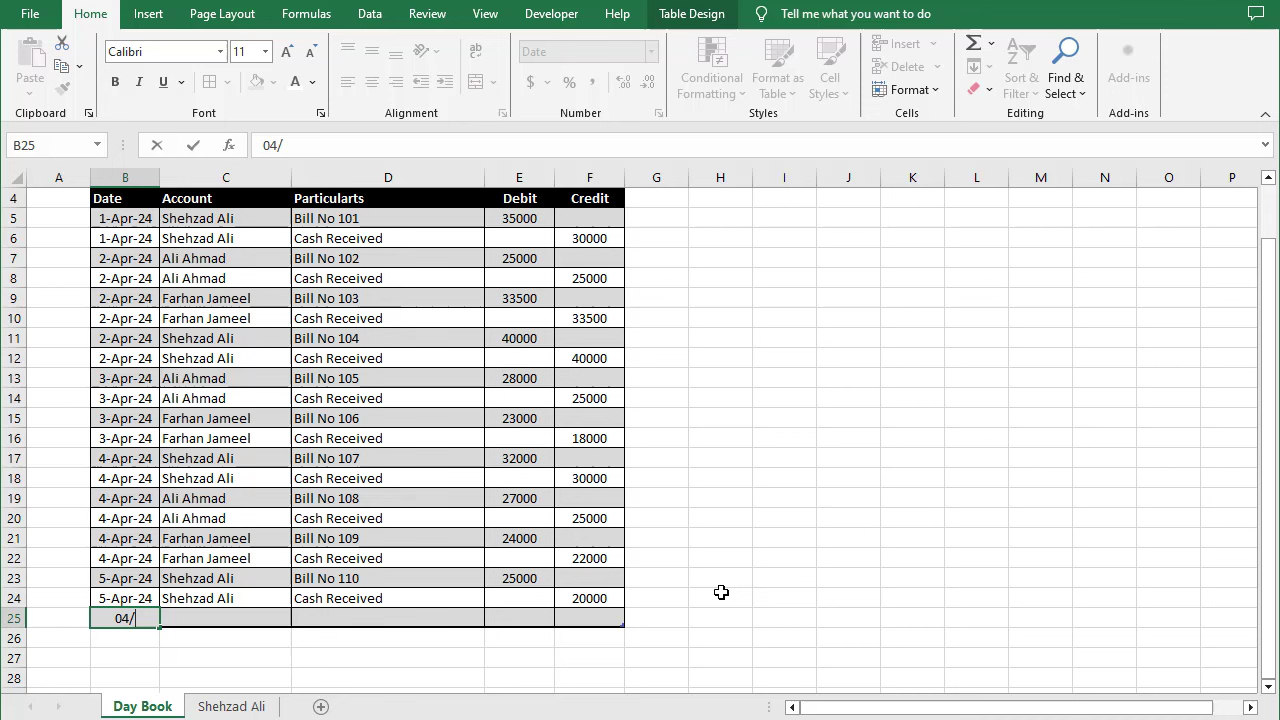 File Home Insert Page Layout Formulas Data Review View Developer Help Table Design Tell me what you want to do
Paste
Clipboard
Calibri 11
B I U
Font
Alignment
Date
$ % ,
Number
Conditional Formatting
Format as Table
Cell Styles
Styles
Insert
Delete
Format
Cells
Sort & Filter
Find & Select
Editing
Add-ins
Add-ins
B25 fx 04/
A B C D E F G H I J K L M N O P
4 Date Account Particularts Debit Credit
5 1-Apr-24 Shehzad Ali Bill No 101 35000
6 1-Apr-24 Shehzad Ali Cash Received 30000
7 2-Apr-24 Ali Ahmad Bill No 102 25000
8 2-Apr-24 Ali Ahmad Cash Received 25000
9 2-Apr-24 Farhan Jameel Bill No 103 33500
10 2-Apr-24 Farhan Jameel Cash Received 33500
11 2-Apr-24 Shehzad Ali Bill No 104 40000
12 2-Apr-24 Shehzad Ali Cash Received 40000
13 3-Apr-24 Ali Ahmad Bill No 105 28000
14 3-Apr-24 Ali Ahmad Cash Received 25000
15 3-Apr-24 Farhan Jameel Bill No 106 23000
16 3-Apr-24 Farhan Jameel Cash Received 18000
17 4-Apr-24 Shehzad Ali Bill No 107 32000
18 4-Apr-24 Shehzad Ali Cash Received 30000
19 4-Apr-24 Ali Ahmad Bill No 108 27000
20 4-Apr-24 Ali Ahmad Cash Received 25000
21 4-Apr-24 Farhan Jameel Bill No 109 24000
22 4-Apr-24 Farhan Jameel Cash Received 22000
23 5-Apr-24 Shehzad Ali Bill No 110 25000
24 5-Apr-24 Shehzad Ali Cash Received 20000
25 04/
26
27
28
Day Book Shehzad Ali